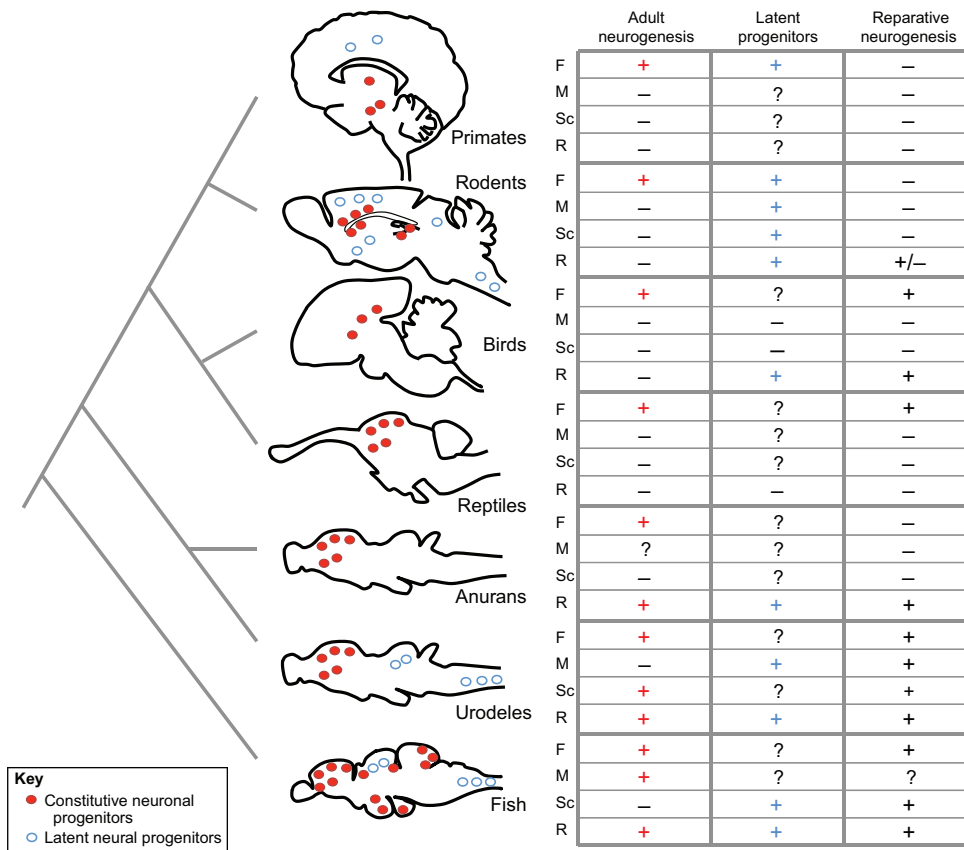 Adult neurogenesis Latent progenitors Reparative neurogenesis
F + + –
M – ? –
Sc – ? –
R – ? –
Primates
F + + –
M – + –
Sc – + –
R – + +/–
Rodents
F + ? +
M – – –
Sc – – –
R – + +
Birds
F + ? +
M – ? –
Sc – ? –
R – – –
Reptiles
F + ? –
M ? ? –
Sc – ? –
R + + +
Anurans
F + ? +
M – + +
Sc + ? +
R + + +
Urodeles
F + ? +
M + ? ?
Sc – + +
R + + +
Fish
Key
Constitutive neuronal
progenitors
Latent neural progenitors